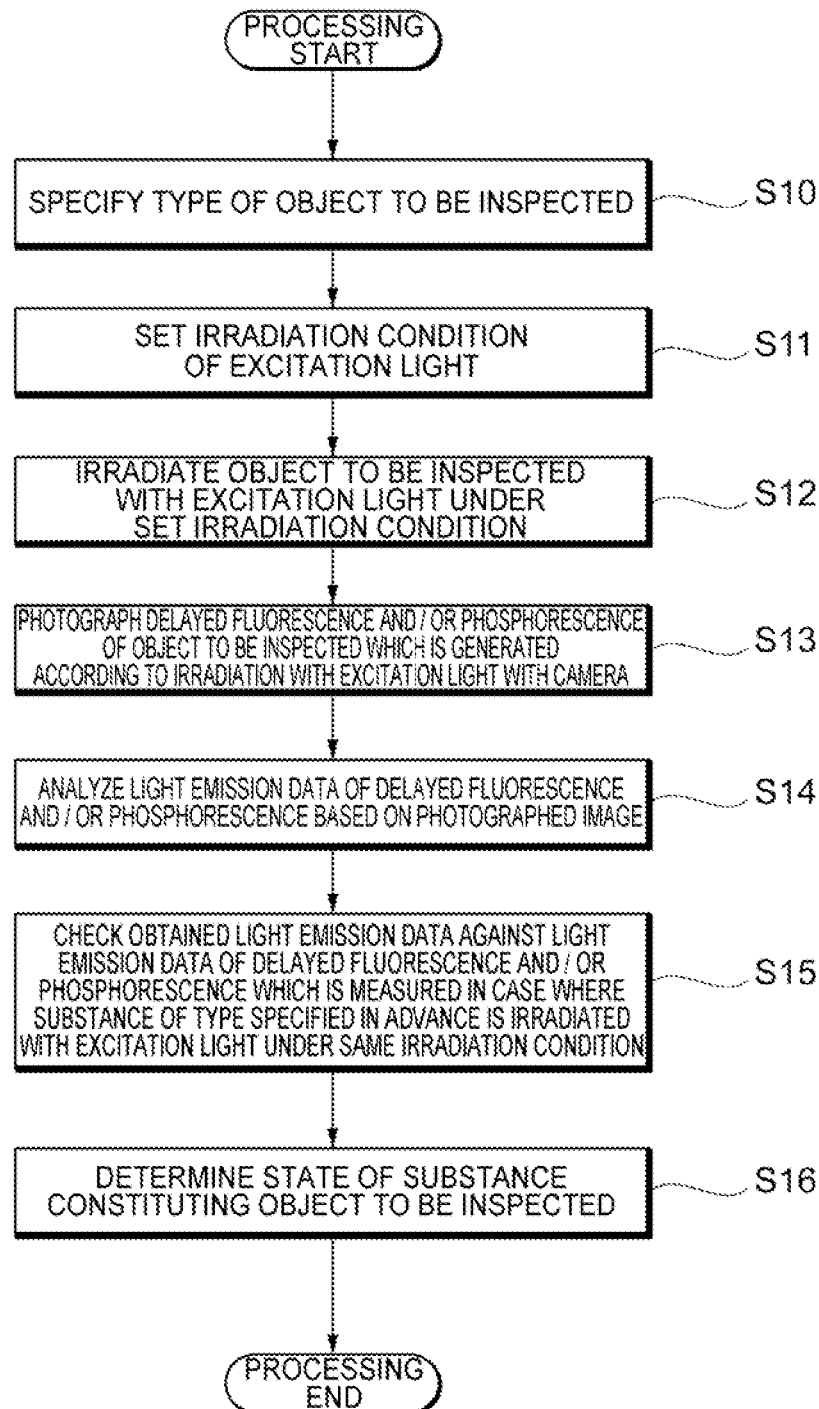 PROCESSING
START
SPECIFY TYPE OF OBJECT TO BE INSPECTED
S10
SET IRRADIATION CONDITION
OF EXCITATION LIGHT
S11
IRRADIATE OBJECT TO BE INSPECTED
WITH EXCITATION LIGHT UNDER
SET IRRADIATION CONDITION
S12
PHOTOGRAPH DELAYED FLUORESCENCE AND / OR PHOSPHORESCENCE
OF OBJECT TO BE INSPECTED WHICH IS GENERATED
ACCORDING TO IRRADIATION WITH EXCITATION LIGHT WITH CAMERA
S13
ANALYZE LIGHT EMISSION DATA OF DELAYED FLUORESCENCE
AND / OR PHOSPHORESCENCE BASED ON PHOTOGRAPHED IMAGE
S14
CHECK OBTAINED LIGHT EMISSION DATA AGAINST LIGHT
EMISSION DATA OF DELAYED FLUORESCENCE AND / OR
PHOSPHORESCENCE WHICH IS MEASURED IN CASE WHERE
SUBSTANCE OF TYPE SPECIFIED IN ADVANCE IS IRRADIATED
WITH EXCITATION LIGHT UNDER SAME IRRADIATION CONDITION
S15
DETERMINE STATE OF SUBSTANCE
CONSTITUTING OBJECT TO BE INSPECTED
S16
PROCESSING
END